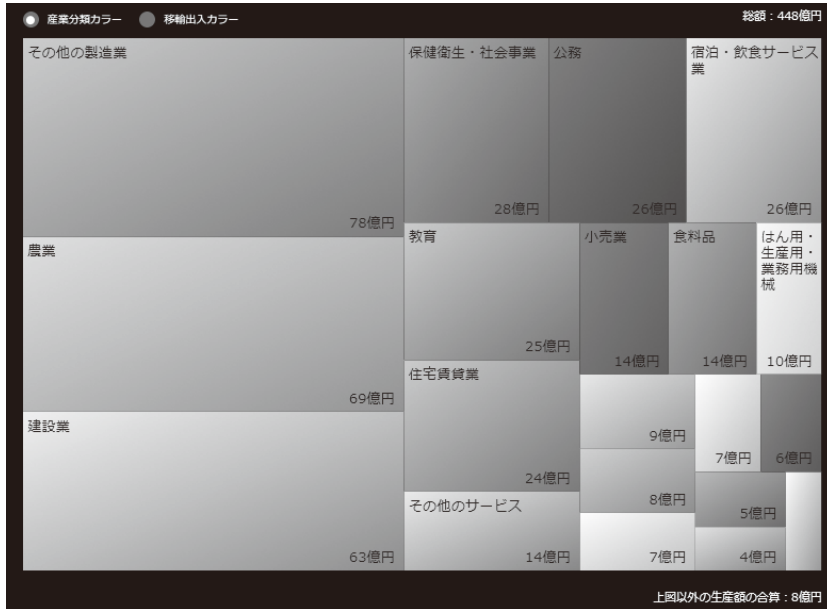 産業分類カラー 移輸出入カラー 総額：448億円
その他の製造業
78億円
農業
69億円
建設業
63億円
保健衛生・社会事業
28億円
公務
26億円
宿泊・飲食サービス
業
26億円
教育
25億円
住宅賃貸業
24億円
その他のサービス
14億円
小売業
14億円
食料品
14億円
はん用・
生産用・
業務用機
械
10億円
9億円
8億円
7億円
7億円
6億円
5億円
4億円
上図以外の生産額の合算：8億円